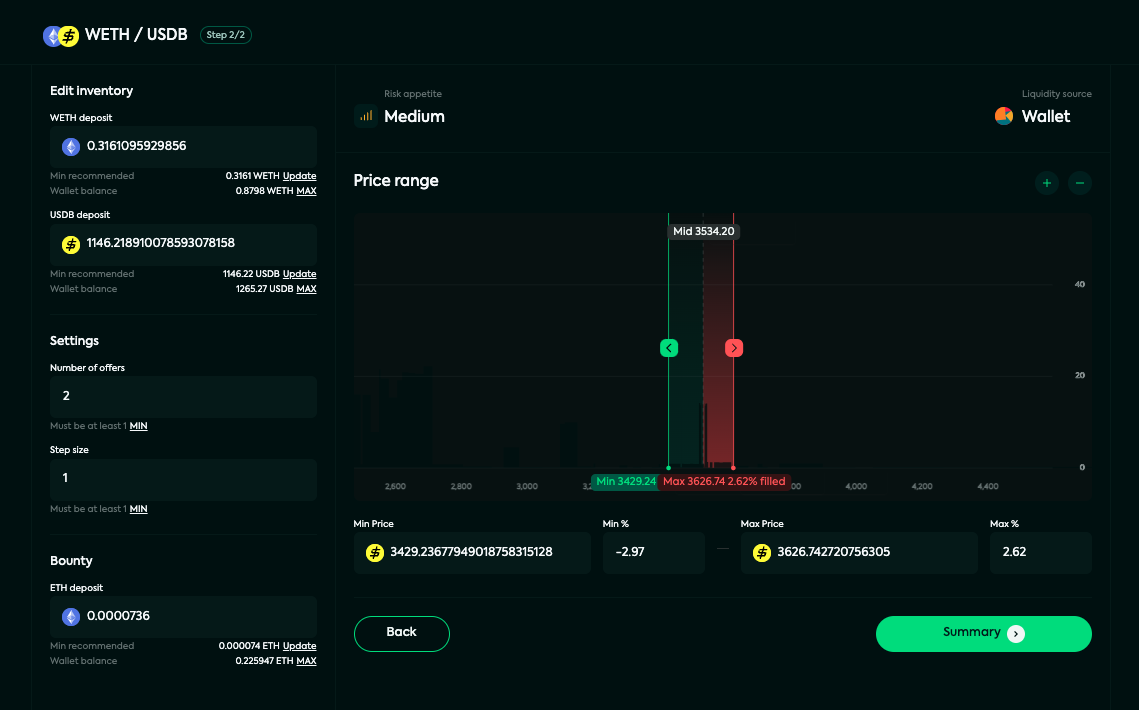 WETH / USDB Step 2/2
Edit inventory
WETH deposit
0.3161095929856
Min recommended 0.3161 WETH Update
Wallet balance 0.8798 WETH MAX
USDB deposit
1146.218910078593078158
Min recommended 1146.22 USDB Update
Wallet balance 1265.27 USDB MAX
Settings
Number of offers
2
Must be at least 1 MIN
Step size
1
Must be at least 1 MIN
Bounty
ETH deposit
0.0000736
Min recommended 0.000074 ETH Update
Wallet balance 0.225947 ETH MAX
Risk appetite
Medium
Liquidity source
Wallet
Price range
Mid 3534.20
40
20
0
Min 3429.24 Max 3626.74 2.62% filled
2,600 2,800 3,000 4,000 4,200 4,400
Min Price Min % Max Price Max %
3429.23677949018758315128 -2.97 3626.742720756305 2.62
Back Summary